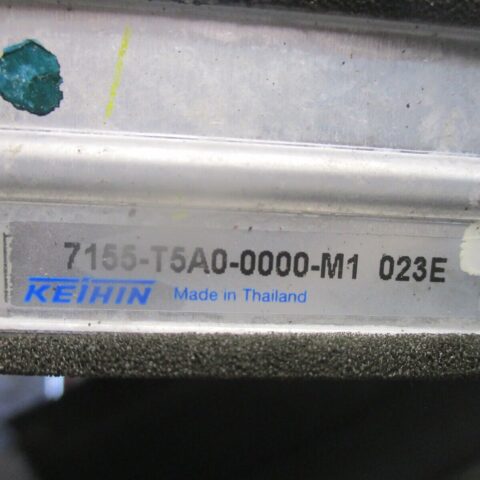 7155-T5A0-0000-M1 023E
KEIHIN Made in Thailand